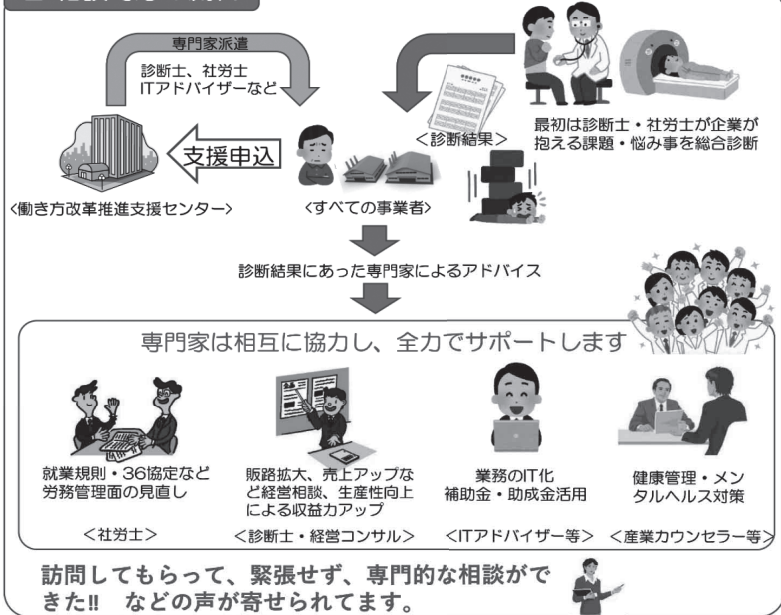 専門家派遣
診断士、社労士
ITアドバイザーなど
支援申込
<働き方改革推進支援センター>
<診断結果>
<すべての事業者>
最初は診断士・社労士が企業が
抱える課題・悩み事を総合診断
診断結果にあった専門家によるアドバイス
専門家は相互に協力し、全力でサポートします
就業規則・36協定など
労務管理面の見直し
<社労士>
販路拡大、売上アップな
ど経営相談、生産性向上
による収益力アップ
<診断士・経営コンサル>
業務のIT化
補助金・助成金活用
<ITアドバイザー等>
健康管理・メン
タルヘルス対策
<産業カウンセラー等>
訪問してもらって、緊張せず、専門的な相談がで
きた!! などの声が寄せられてます。